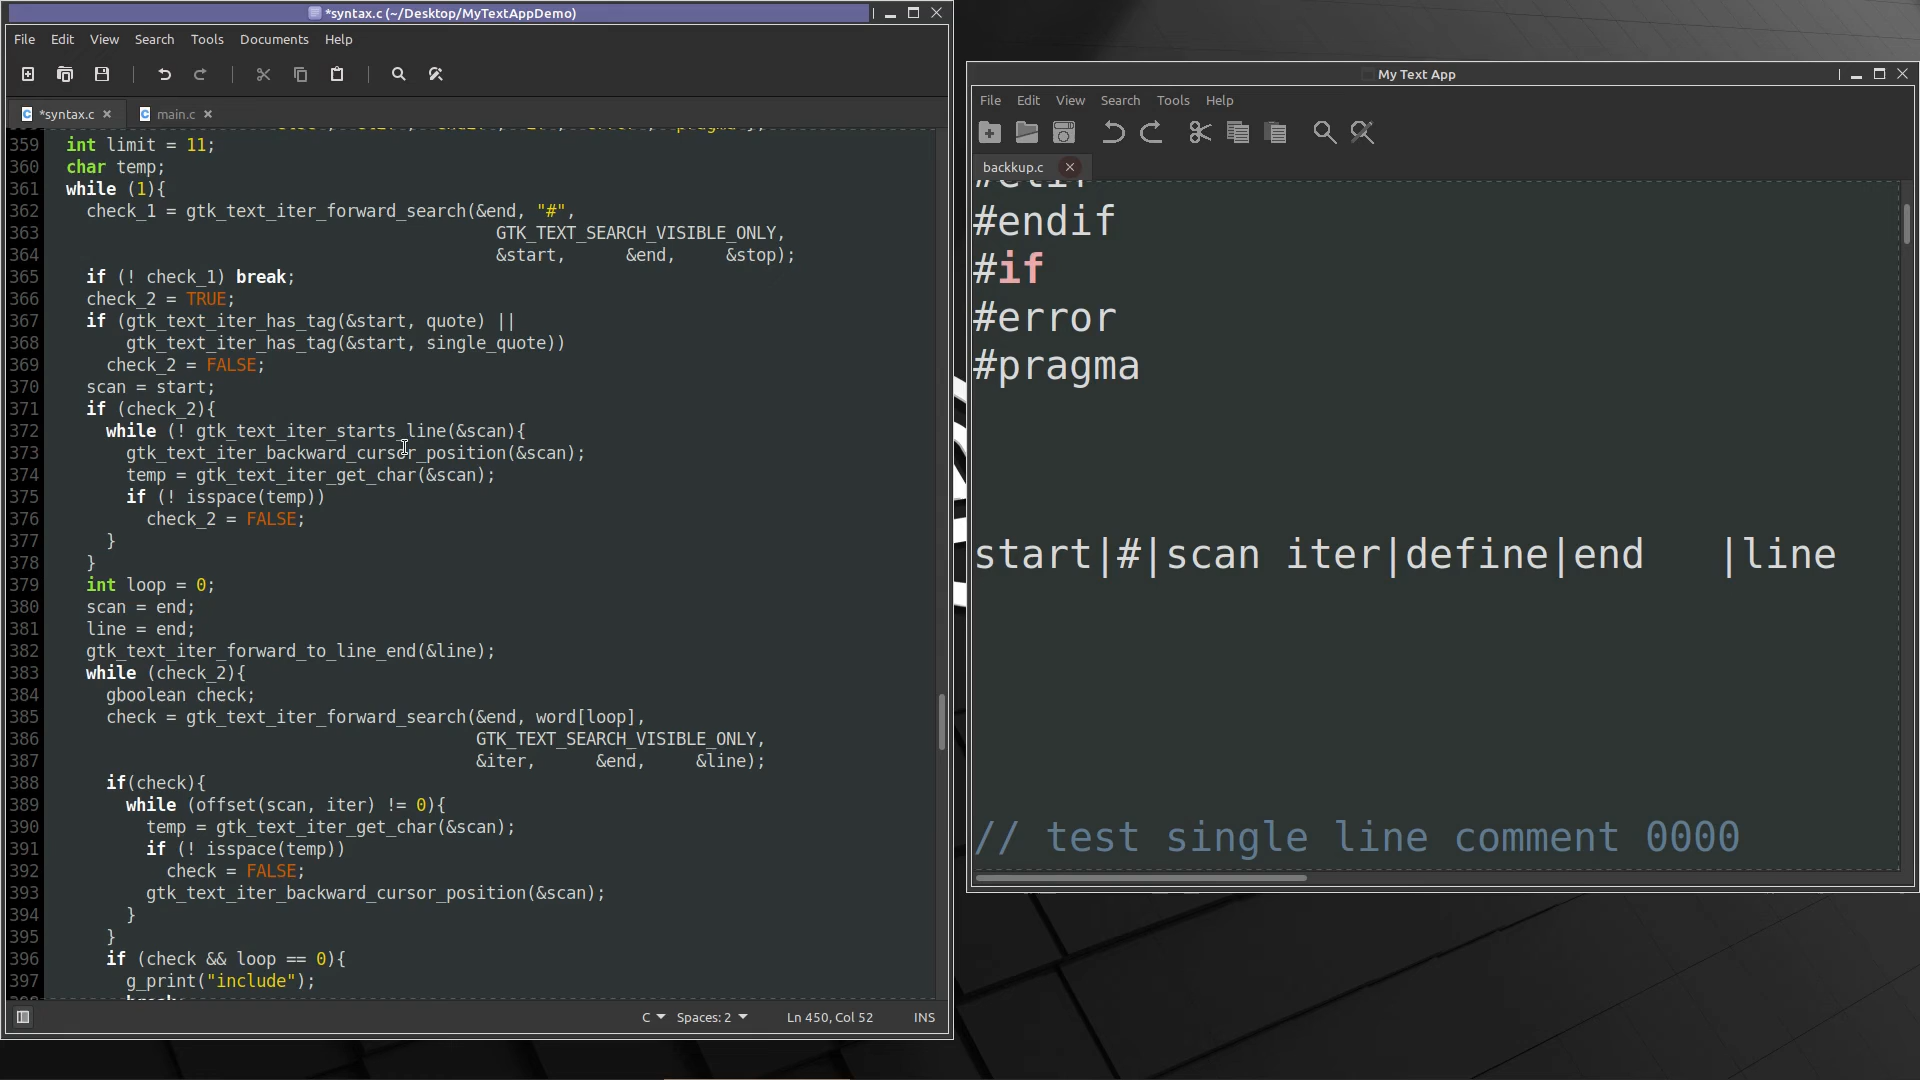 *syntax.c (~/Desktop/MyTextAppDemo)
File Edit View Search Tools Documents Help
*syntax.c main.c
359 int limit = 11;
360 char temp;
361 while (1){
362 check_1 = gtk_text_iter_forward_search(&end, "#",
363 GTK_TEXT_SEARCH_VISIBLE_ONLY,
364 &start, &end, &stop);
365 if (! check_1) break;
366 check_2 = TRUE;
367 if (gtk_text_iter_has_tag(&start, quote) ||
368 gtk_text_iter_has_tag(&start, single_quote))
369 check_2 = FALSE;
370 scan = start;
371 if (check_2){
372 while (! gtk_text_iter_starts_line(&scan){
373 gtk_text_iter_backward_cursor_position(&scan);
374 temp = gtk_text_iter_get_char(&scan);
375 if (! isspace(temp))
376 check_2 = FALSE;
377 }
378 }
379 int loop = 0;
380 scan = end;
381 line = end;
382 gtk_text_iter_forward_to_line_end(&line);
383 while (check_2){
384 gboolean check;
385 check = gtk_text_iter_forward_search(&end, word[loop],
386 GTK_TEXT_SEARCH_VISIBLE_ONLY,
387 &iter, &end, &line);
388 if(check){
389 while (offset(scan, iter) != 0){
390 temp = gtk_text_iter_get_char(&scan);
391 if (! isspace(temp))
392 check = FALSE;
393 gtk_text_iter_backward_cursor_position(&scan);
394 }
395 }
396 if (check && loop == 0){
397 g_print("include");
C Spaces: 2 Ln 450, Col 52 INS
My Text App
File Edit View Search Tools Help
backkup.c
#endif
#if
#error
#pragma
start|#|scan iter|define|end |line
// test single line comment 0000